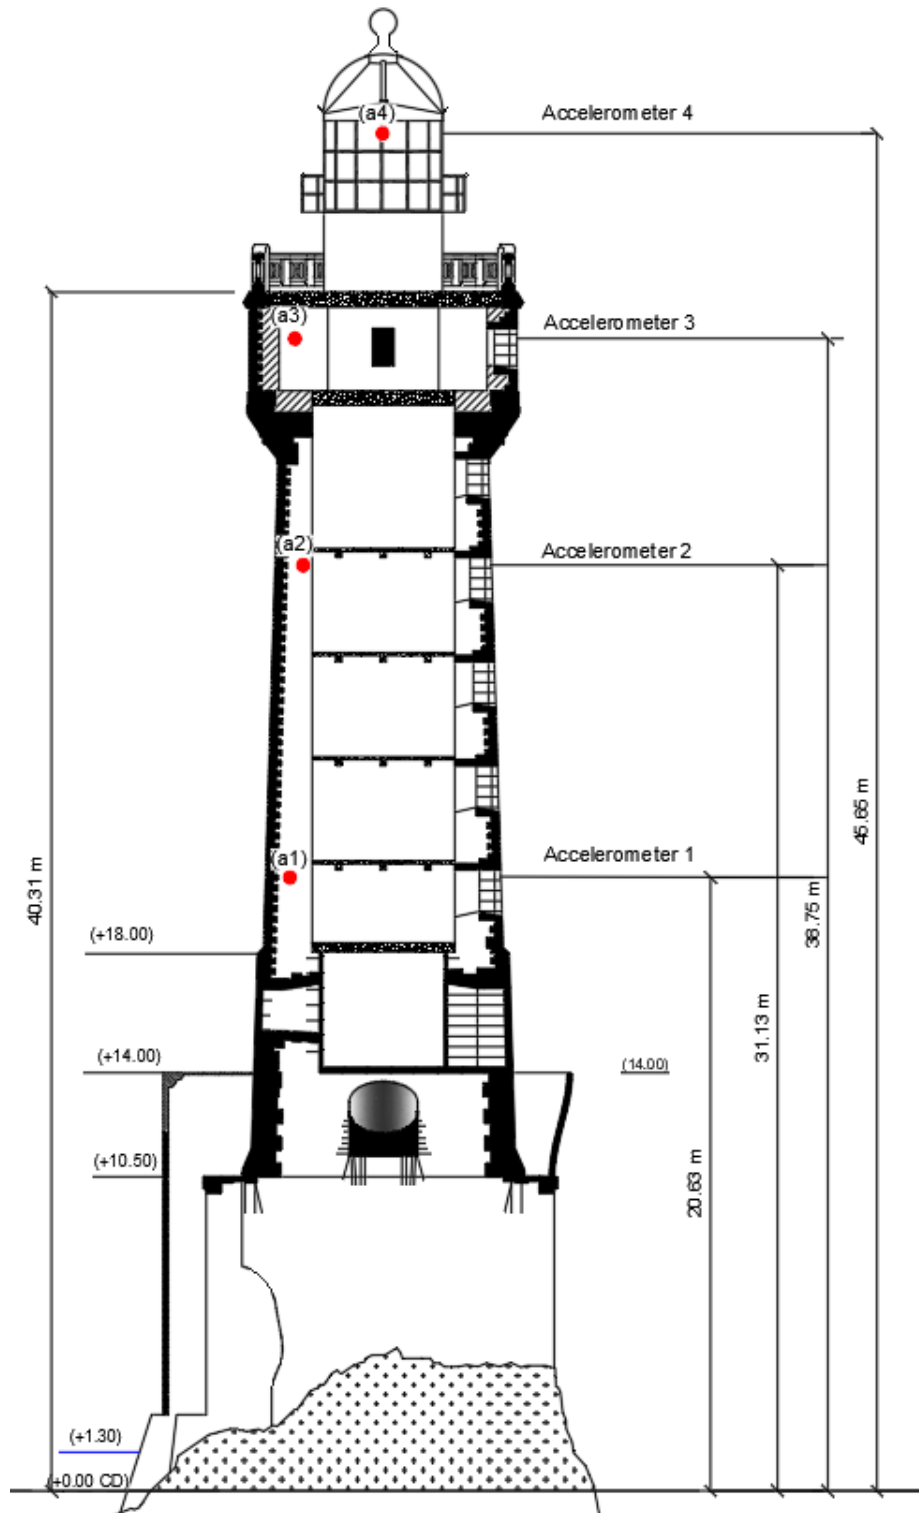 (a4)
Accelerometer 4
(a3)
Accelerometer 3
(a2)
Accelerometer 2
(a1)
Accelerometer 1
45.65 m
40.31 m
38.75 m
(+18.00)
31.13 m
(+14.00)
(14.00)
(+10.50)
20.63 m
(+1.30)
(+0.00 CD)